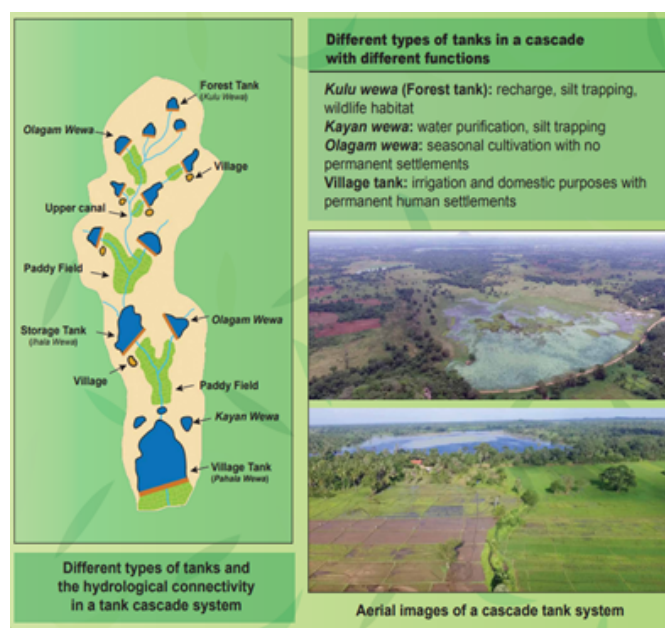 Forest Tank
(Kulu Wewa)
Olagam Wewa
Village
Upper canal
Paddy Field
Storage Tank
(Ihala Wewa)
Olagam Wewa
Village
Paddy Field
Kayan Wewa
Village Tank
(Pahala Wewa)
Different types of tanks and
the hydrological connectivity
in a tank cascade system
Different types of tanks in a cascade
with different functions
Kulu wewa (Forest tank): recharge, silt trapping,
wildlife habitat
Kayan wewa: water purification, silt trapping
Olagam wewa: seasonal cultivation with no
permanent settlements
Village tank: irrigation and domestic purposes with
permanent human settlements
Aerial images of a cascade tank system